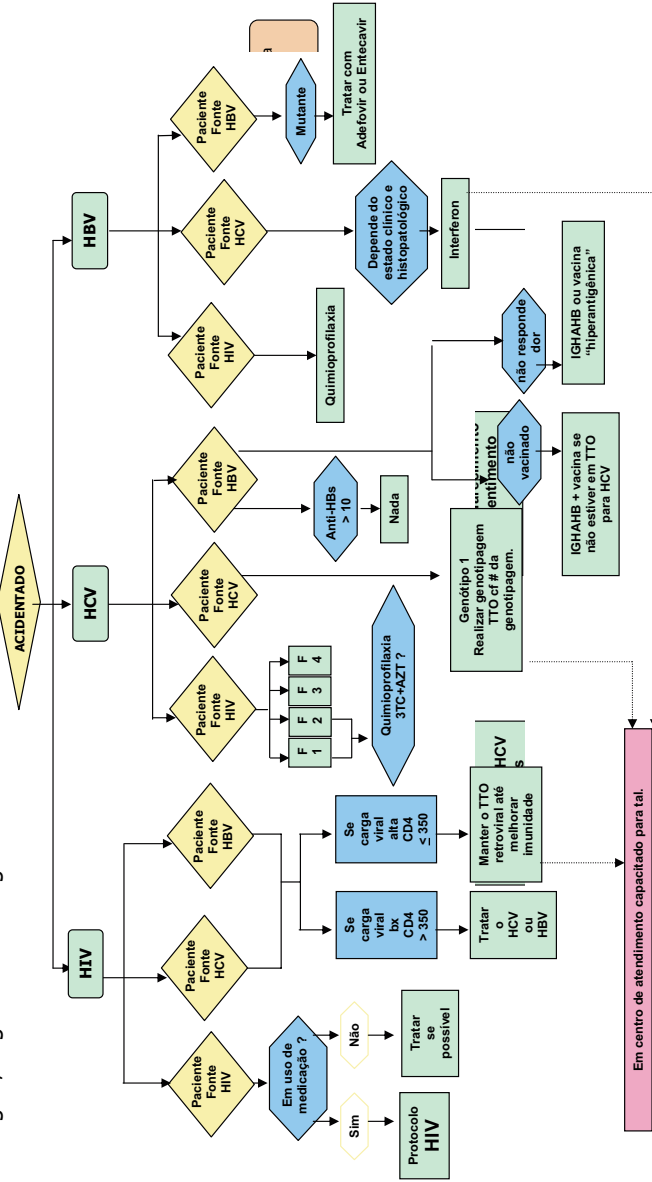 ACIDENTADO
HIV
HCV
HBV
Paciente
Fonte
HIV
Paciente
Fonte
HCV
Paciente
Fonte
HBV
Paciente
Fonte
HIV
Paciente
Fonte
HCV
Paciente
Fonte
HBV
Paciente
Fonte
HIV
Paciente
Fonte
HCV
Paciente
Fonte
HBV
Em uso de
medicação ?
Sim
Não
Protocolo
HIV
Tratar
se
possível
Se
carga
viral
bx
CD4
> 350
Se
carga
viral
alta
CD4
≤ 350
Tratar
o
HCV
ou
HBV
Manter o TTO
retroviral até
melhorar
imunidade
HCV
s
F
1
F
2
F
3
F
4
Quimioprofilaxia
3TC+AZT ?
Genótipo 1
Realizar genotipagem
TTO cf # da
genotipagem.
entimento
Anti-HBs
> 10
Nada
não
vacinado
não responde
dor
IGHAHB + vacina se
não estiver em TTO
para HCV
IGHAHB ou vacina
“hiperantigênica”
Quimioprofilaxia
Depende do
estado clínico e
histopatológico
Interferon
Mutante
Tratar com
Adefovir ou Entecavir
a
Em centro de atendimento capacitado para tal.